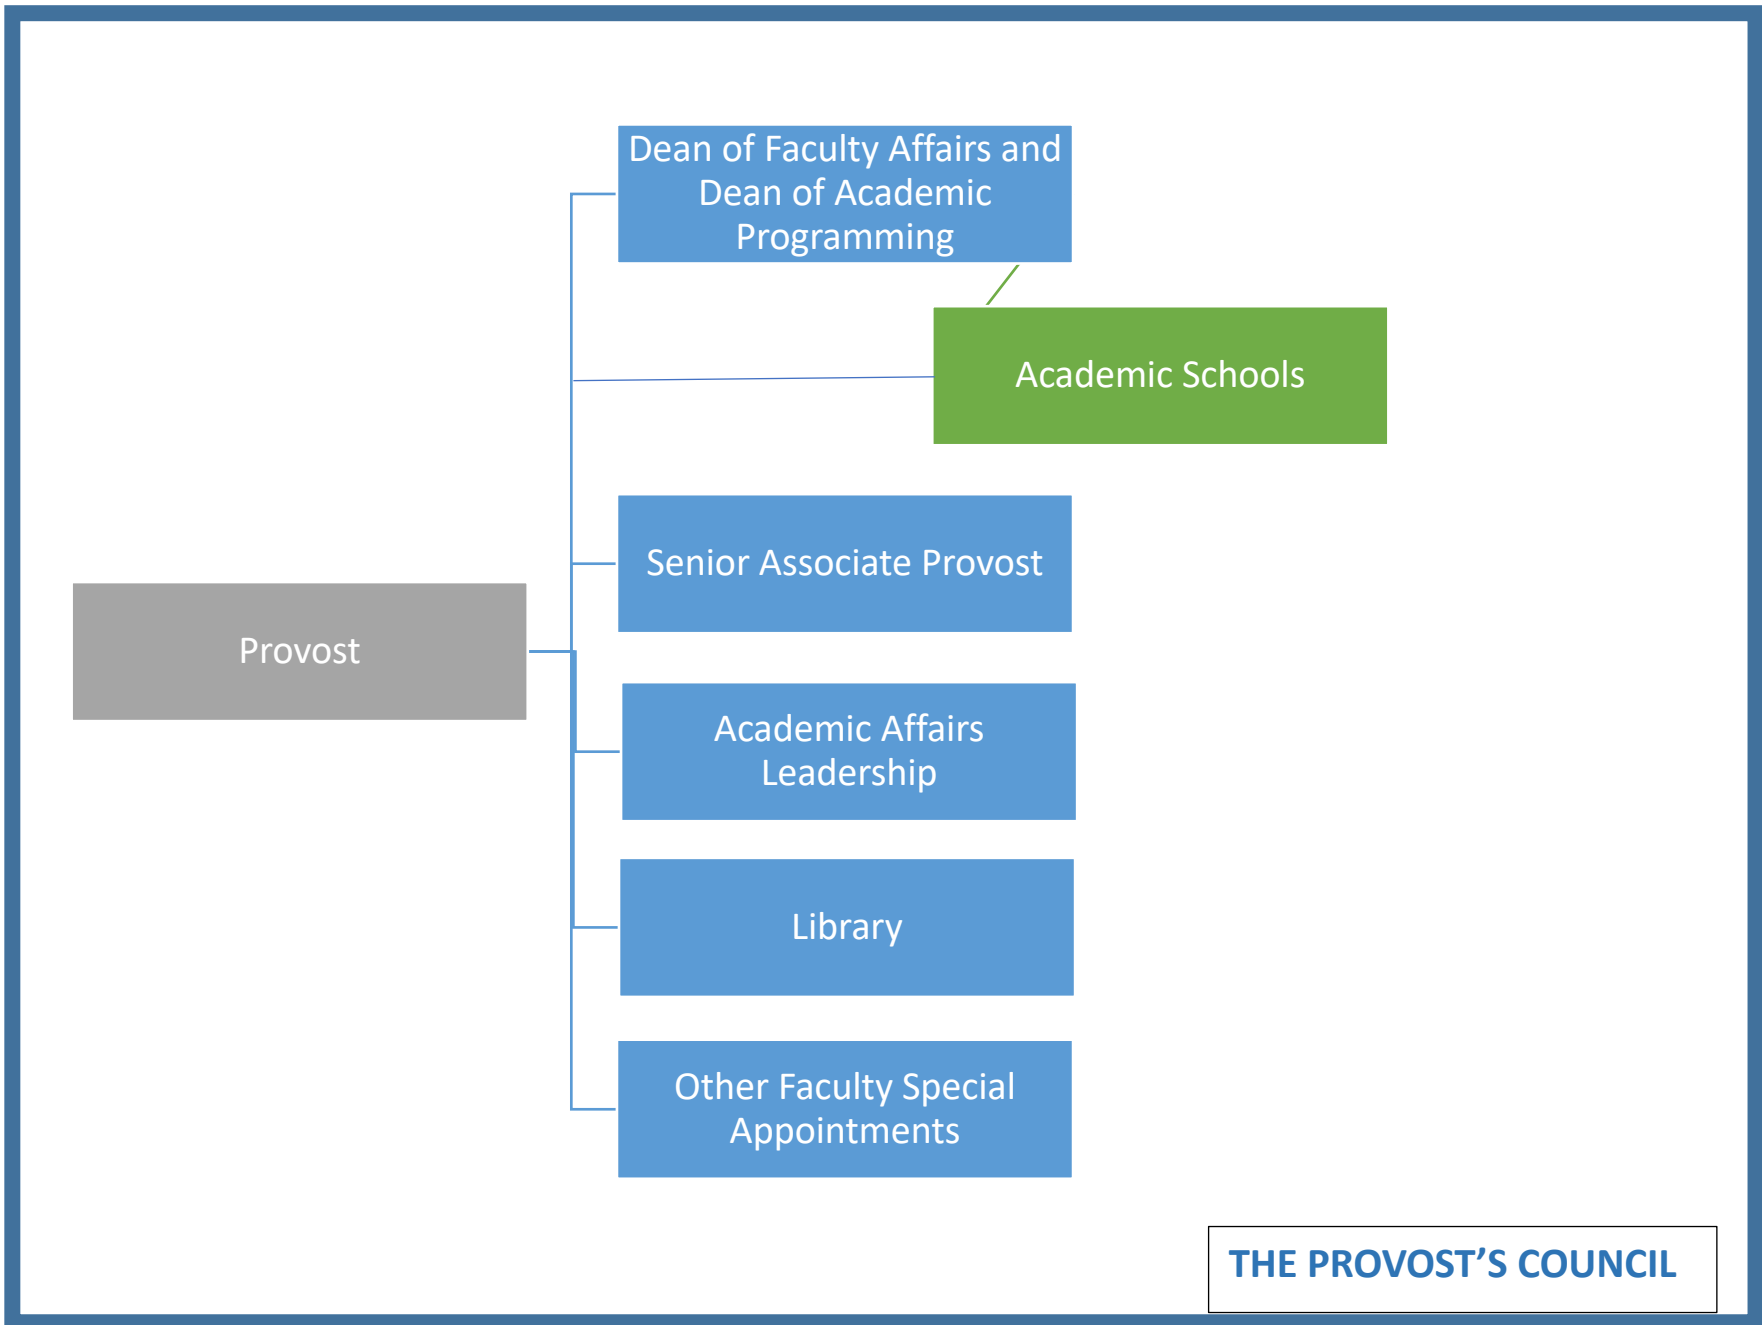 Dean of Faculty Affairs and
Dean of Academic
Programming
Academic Schools
Senior Associate Provost
Provost
Academic Affairs
Leadership
Library
Other Faculty Special
Appointments
THE PROVOST’S COUNCIL